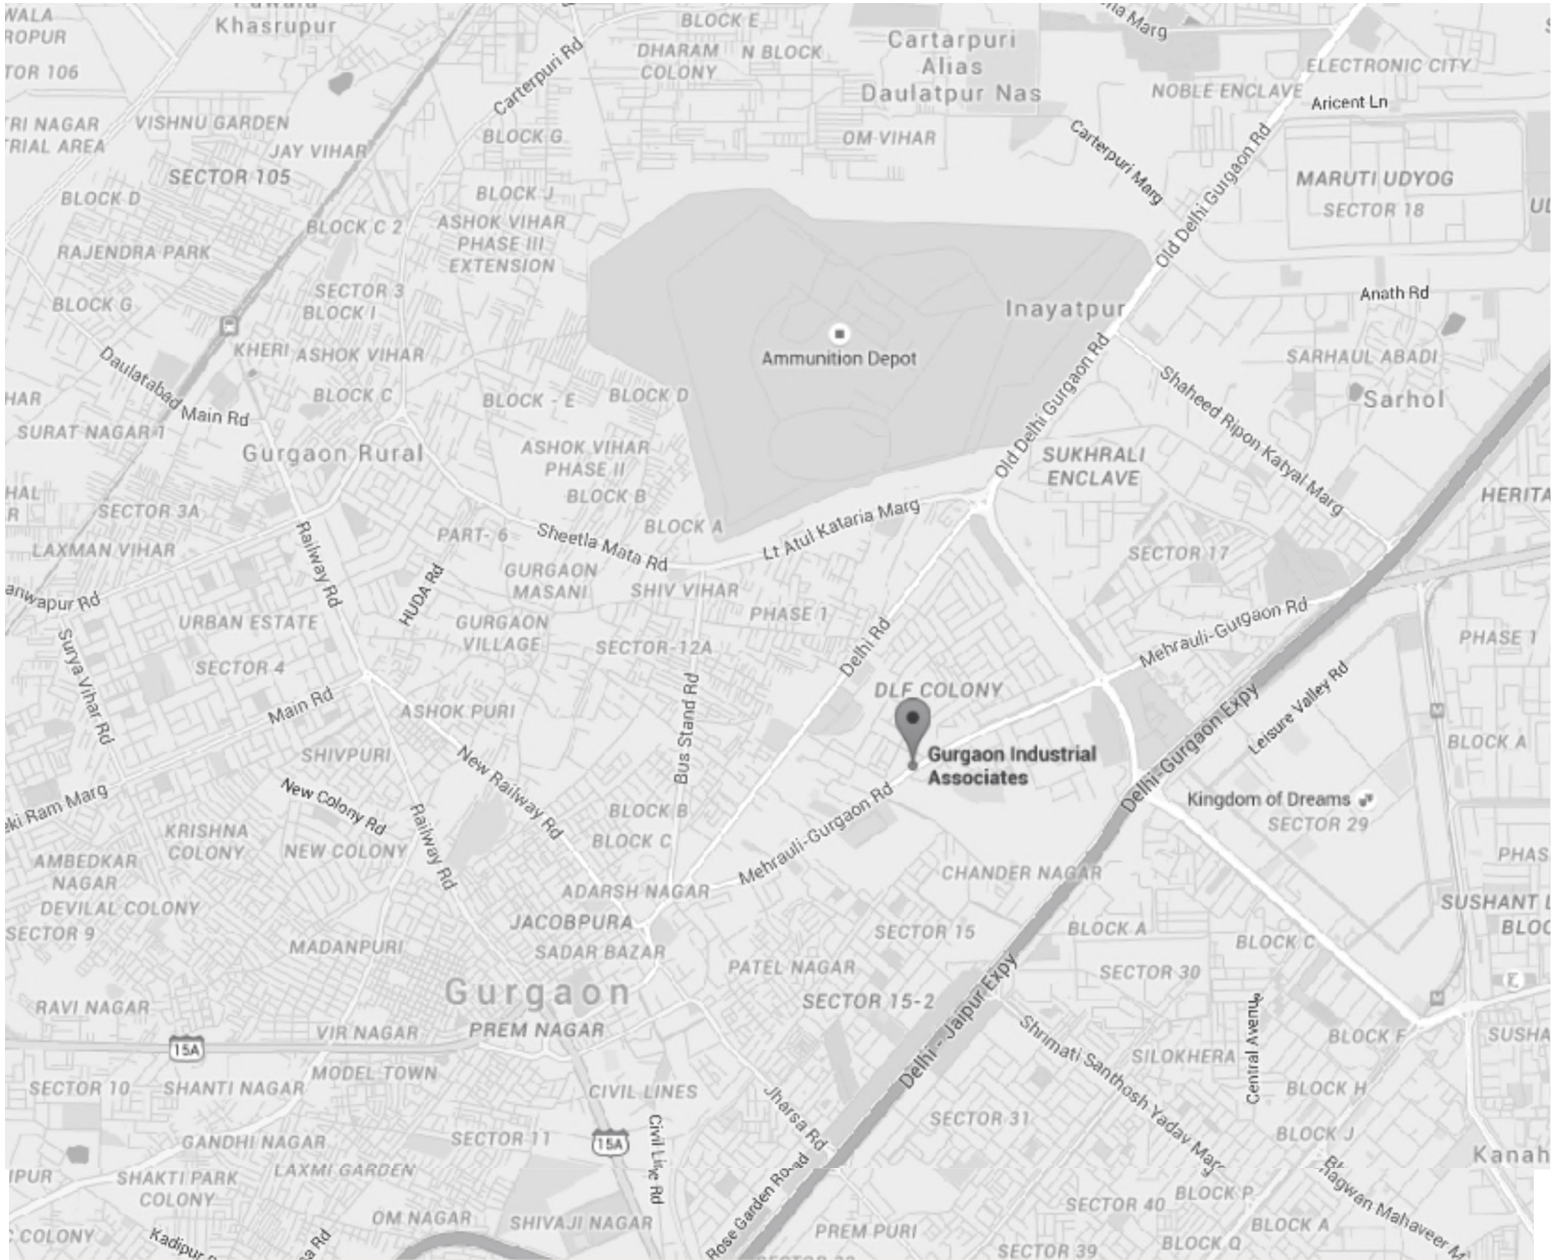 Khasrupur
BLOCK E
WALA
ROPUR
DHARAM
COLONY
N BLOCK
Cartarpuri
Alias
Daulatpur Nas
Marg
ELECTRONIC CITY
TOR 106
Carterpuri Rd
NOBLE ENCLAVE
Aricent Ln
RI NAGAR
RIAL AREA
VISHNU GARDEN
JAY VIHAR
BLOCK G
OM VIHAR
Carterpuri Marg
Old Delhi Gurgaon Rd
SECTOR 105
BLOCK D
BLOCK J
MARUTI UDYOG
SECTOR 18
BLOCK C 2
ASHOK VIHAR
PHASE III
EXTENSION
RAJENDRA PARK
SECTOR 3
BLOCK I
BLOCK G
Inayatpur
Anath Rd
KHERI
ASHOK VIHAR
Ammunition Depot
SARHAUL ABADI
Sarhol
Daulatabad Main Rd
BLOCK C
BLOCK - E
BLOCK D
Old Delhi Gurgaon Rd
Shaheed Ripon Katyal Marg
HAR
SURAT NAGAR-1
Gurgaon Rural
ASHOK VIHAR
PHASE II
BLOCK B
SUKHRALI
ENCLAVE
HAL
R
SECTOR 3A
HERITA
BLOCK A
Lt Atul Kataria Marg
PART- 6
Sheetla Mata Rd
LAXMAN VIHAR
Railway Rd
SECTOR 17
HUDA Rd
GURGAON
MASANI
SHIV VIHAR
anwapur Rd
PHASE 1
Mehrauli-Gurgaon Rd
URBAN ESTATE
GURGAON
VILLAGE
SECTOR-12A
Delhi Rd
PHASE 1
Surya Vihar Rd
SECTOR 4
DLF COLONY
Main Rd
ASHOK PURI
Bus Stand Rd
Delhi-Gurgaon Expy
Leisure Valley Rd
SHIVPURI
New Railway Rd
Gurgaon Industrial
Associates
BLOCK A
eki Ram Marg
New Colony Rd
Railway Rd
BLOCK B
Mehrauli-Gurgaon Rd
Kingdom of Dreams
SECTOR 29
KRISHNA
COLONY
NEW COLONY
BLOCK C
AMBEDKAR
NAGAR
CHANDER NAGAR
PHAS
DEVILAL COLONY
ADARSH NAGAR
SUSHANT L
BLOC
SECTOR 9
JACOBPURA
SECTOR 15
BLOCK A
BLOCK C
MADANPURI
SADAR BAZAR
PATEL NAGAR
SECTOR 30
Gurgaon
SECTOR 15-2
Delhi - Jaipur Expy
RAVI NAGAR
VIR NAGAR
PREM NAGAR
Central Avenue
BLOCK F
SUSHA
15A
Shrimati Santhosh Yadav Marg
SILOKHERA
MODEL TOWN
SECTOR 10
SHANTI NAGAR
CIVIL LINES
BLOCK H
Jharsa Rd
SECTOR 31
GANDHI NAGAR
SECTOR 11
15A
Civil Line Rd
BLOCK J
Kanah
LAXMI GARDEN
IPUR
SHAKTI PARK
COLONY
Rose Garden Road
SECTOR 40
BLOCK P
Bhagwan Mahaveer M
OM NAGAR
SHIVAJI NAGAR
BLOCK A
C COLONY
Kadipur
a Rd
PREM PURI
SECTOR 39
BLOCK Q